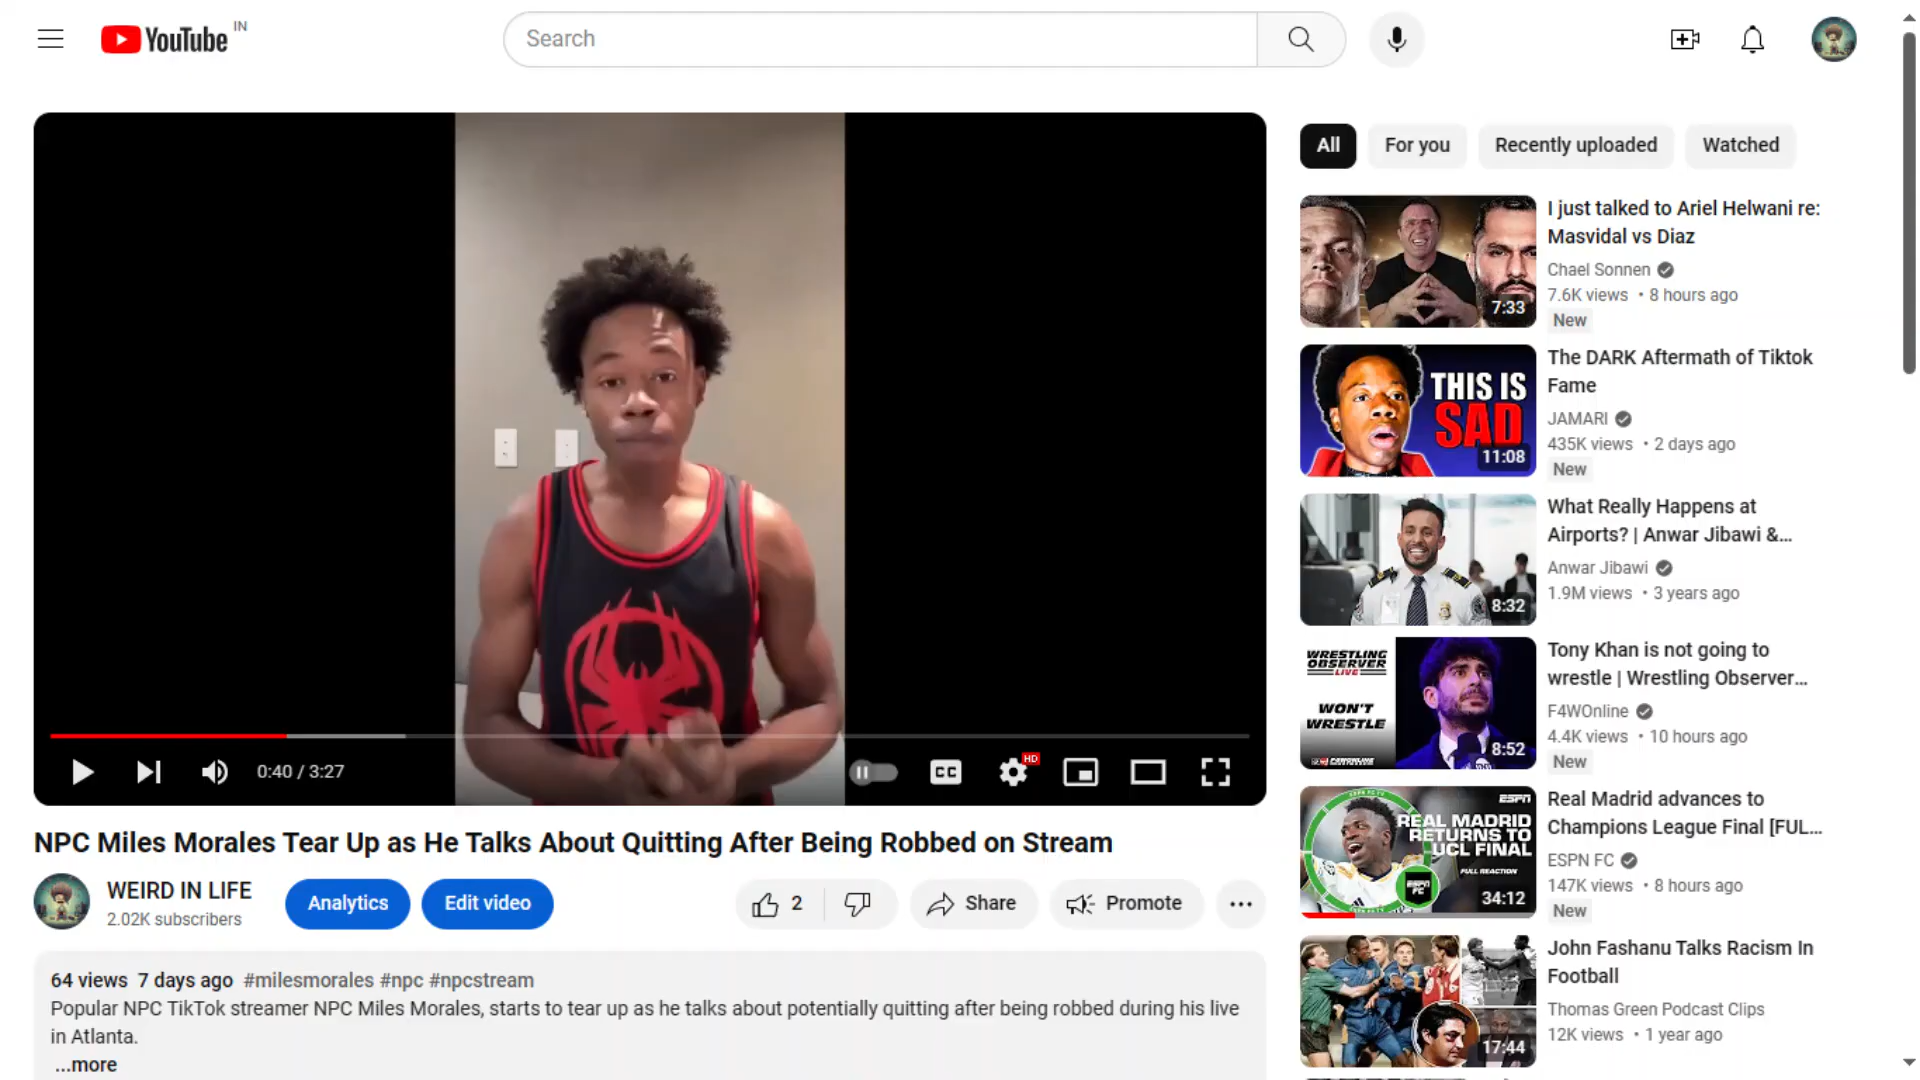 YouTube IN
Search
All
For you
Recently uploaded
Watched
0:40 / 3:27
CC
HD
NPC Miles Morales Tear Up as He Talks About Quitting After Being Robbed on Stream
WEIRD IN LIFE
2.02K subscribers
Analytics
Edit video
2
Share
Promote
64 views 7 days ago #milesmorales #npc #npcstream
Popular NPC TikTok streamer NPC Miles Morales, starts to tear up as he talks about potentially quitting after being robbed during his live
in Atlanta.
...more
7:33
I just talked to Ariel Helwani re:
Masvidal vs Diaz
Chael Sonnen
7.6K views • 8 hours ago
New
THIS IS
SAD
11:08
The DARK Aftermath of Tiktok
Fame
JAMARI
435K views • 2 days ago
New
8:32
What Really Happens at
Airports? | Anwar Jibawi &...
Anwar Jibawi
1.9M views • 3 years ago
WRESTLING
OBSERVER
LIVE
WON'T
WRESTLE
8:52
Tony Khan is not going to
wrestle | Wrestling Observer...
F4WOnline
4.4K views • 10 hours ago
New
ESPN
REAL MADRID
RETURNS TO
UCL FINAL
FULL REACTION
ESPN
FC
34:12
Real Madrid advances to
Champions League Final [FUL...
ESPN FC
147K views • 8 hours ago
New
17:44
John Fashanu Talks Racism In
Football
Thomas Green Podcast Clips
12K views • 1 year ago